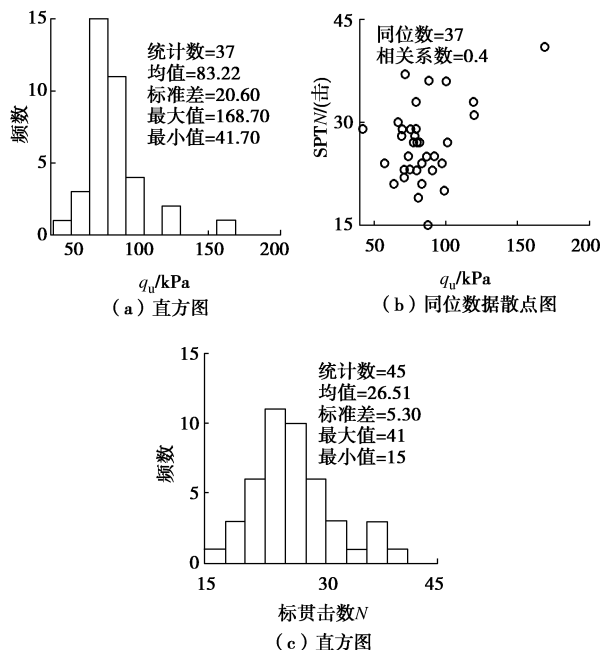 15
10
5
0
频数
统计数=37
均值=83.22
标准差=20.60
最大值=168.70
最小值=41.70
50
100
150
200
qu/kPa
（a）直方图
45
30
15
SPTN/(击)
同位数=37
相关系数=0.4
50
100
150
200
qu/kPa
（b）同位数据散点图
15
10
5
0
频数
统计数=45
均值=26.51
标准差=5.30
最大值=41
最小值=15
15
30
45
标贯击数N
（c）直方图